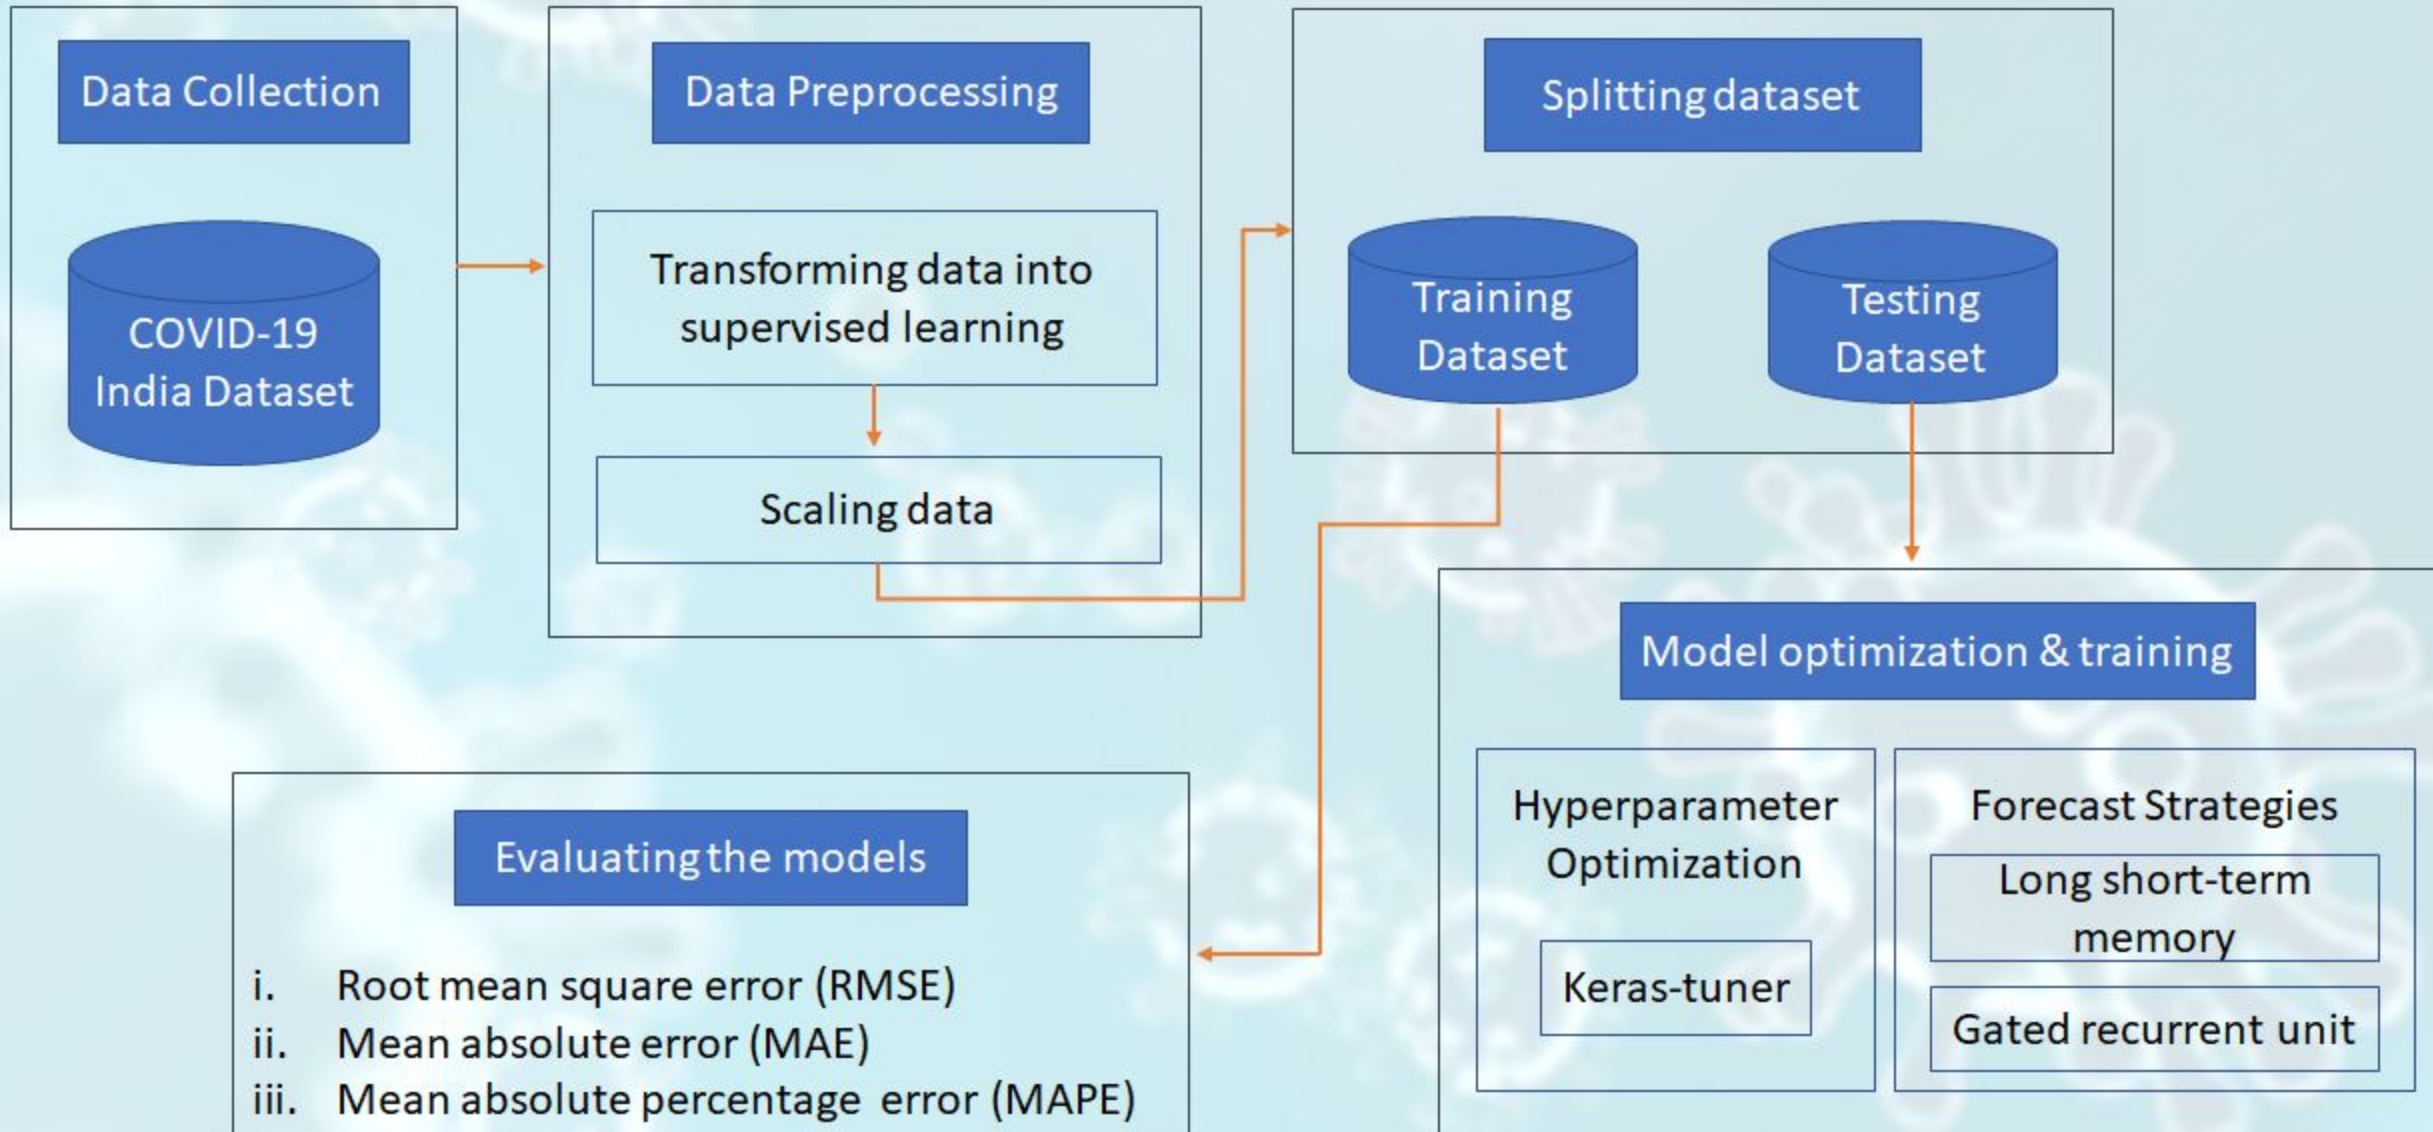 Data Collection
COVID-19
India Dataset
Data Preprocessing
Transforming data into
supervised learning
Scaling data
Splitting dataset
Training
Dataset
Testing
Dataset
Model optimization & training
Hyperparameter
Optimization
Keras-tuner
Forecast Strategies
Long short-term
memory
Gated recurrent unit
Evaluating the models
i. Root mean square error (RMSE)
ii. Mean absolute error (MAE)
iii. Mean absolute percentage error (MAPE)